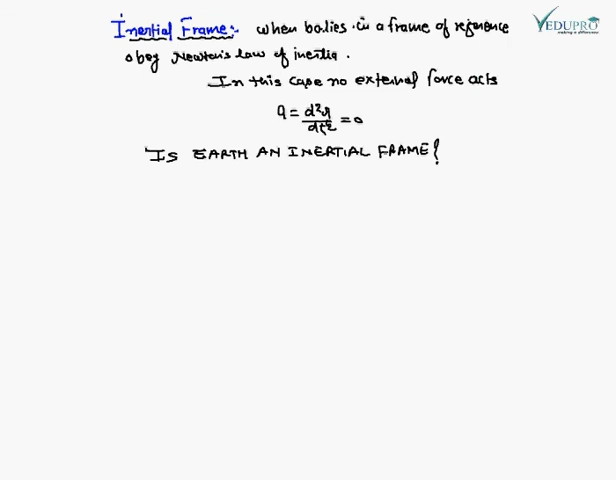 Inertial Frame:- When bodies in a frame of reference
obey Newton's law of inertia.
In this case no external force acts
a = d²r/dt² = 0
IS EARTH AN INERTIAL FRAME?
VEDUPRO
making a difference